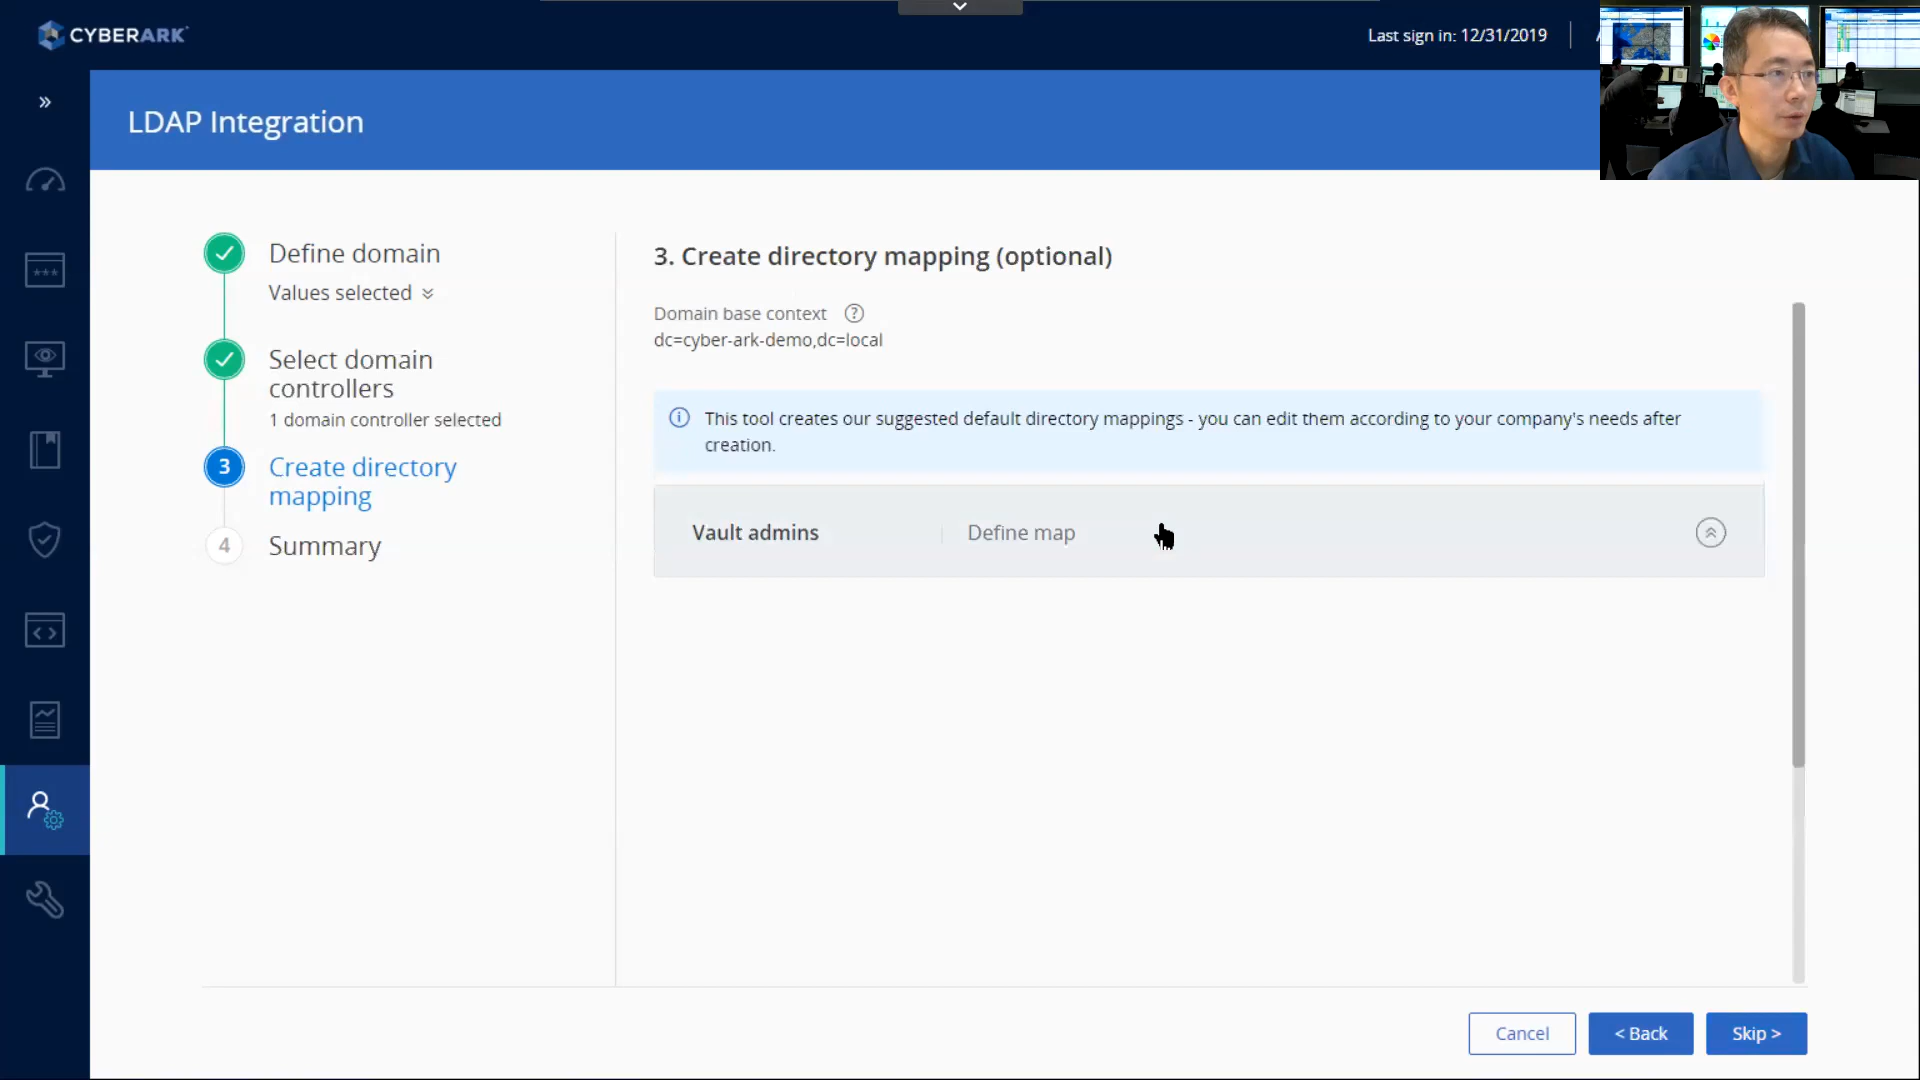 CYBERARK
Last sign in: 12/31/2019
LDAP Integration
Define domain
Values selected
Select domain
controllers
1 domain controller selected
3
Create directory
mapping
4
Summary
3. Create directory mapping (optional)
Domain base context ?
dc=cyber-ark-demo,dc=local
This tool creates our suggested default directory mappings - you can edit them according to your company's needs after
creation.
Vault admins
Define map
Cancel
< Back
Skip >